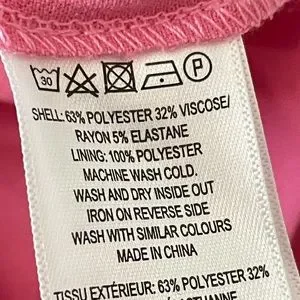 30
P
SHELL: 63% POLYESTER 32% VISCOSE/
RAYON 5% ELASTANE
LINING: 100% POLYESTER
MACHINE WASH COLD.
WASH AND DRY INSIDE OUT
IRON ON REVERSE SIDE
WASH WITH SIMILAR COLOURS
MADE IN CHINA
TISSU EXTÉRIEUR: 63% POLYESTER 32%